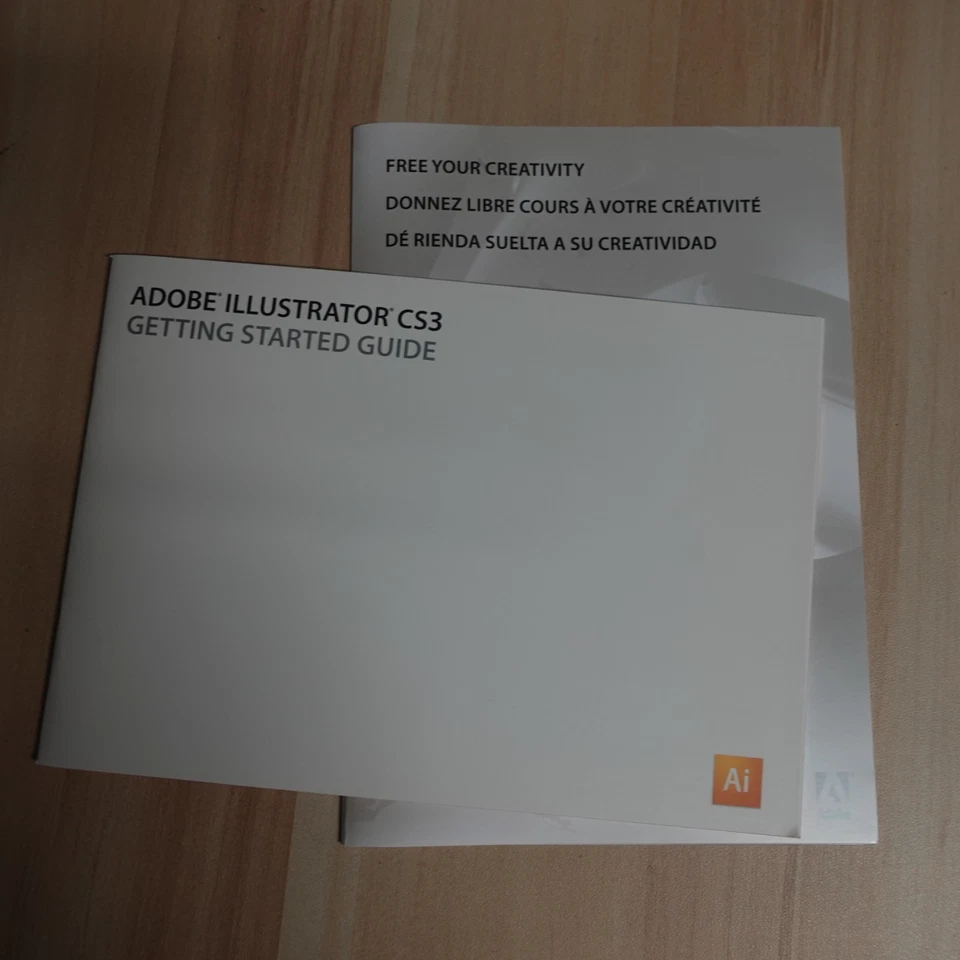 FREE YOUR CREATIVITY
DONNEZ LIBRE COURS À VOTRE CRÉATIVITÉ
DÉ RIENDA SUELTA A SU CREATIVIDAD
ADOBE® ILLUSTRATOR® CS3
GETTING STARTED GUIDE
Ai
Adobe